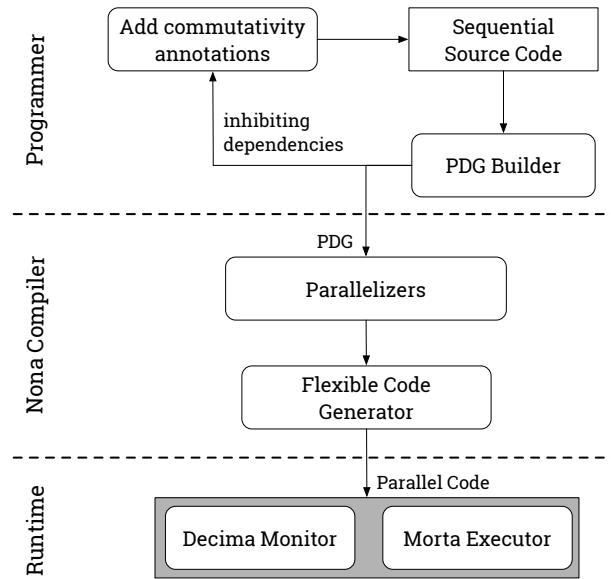 Programmer
Add commutativity
annotations
Sequential
Source Code
inhibiting
dependencies
PDG Builder
Nona Compiler
PDG
Parallelizers
Flexible Code
Generator
Runtime
Parallel Code
Decima Monitor
Morta Executor